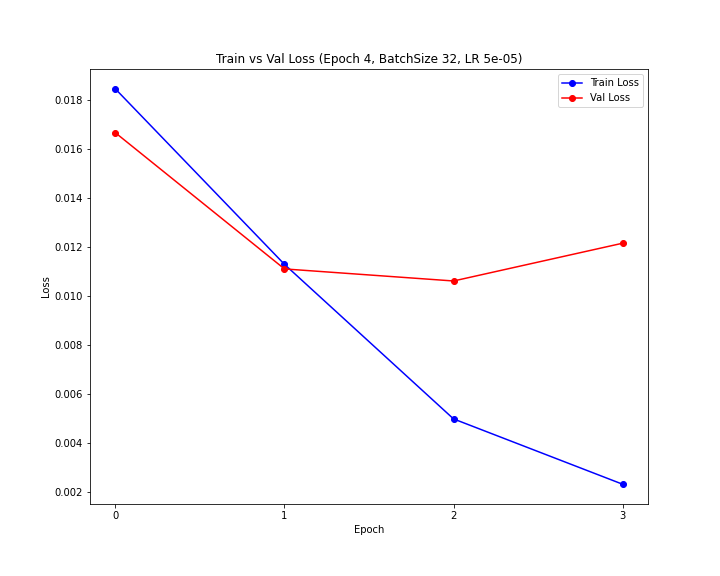 Train vs Val Loss (Epoch 4, BatchSize 32, LR 5e-05)
Train Loss
Val Loss
0.018
0.016
0.014
0.012
0.010
0.008
0.006
0.004
0.002
Loss
0 1 2 3
Epoch